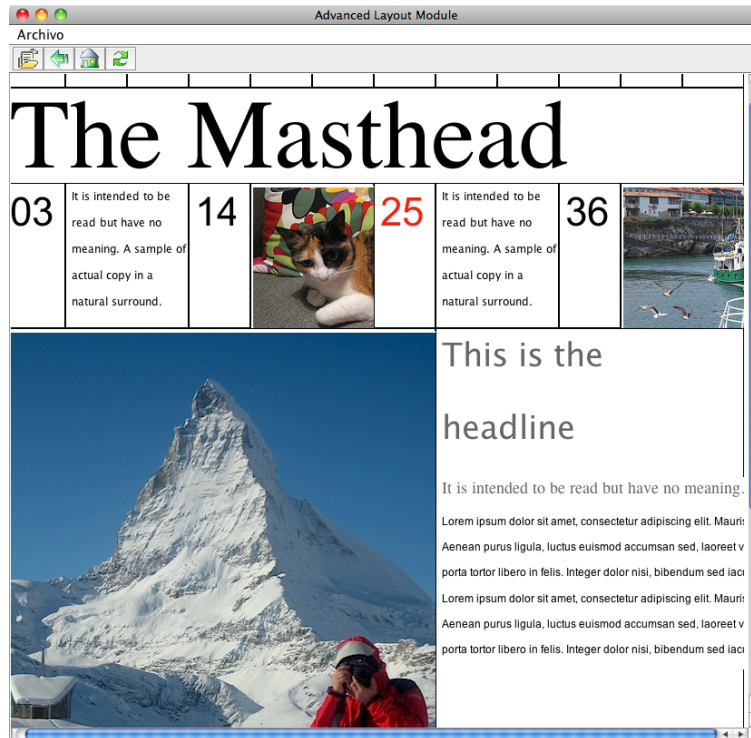 Advanced Layout Module
Archivo
The Masthead
03
It is intended to be
read but have no
meaning. A sample of
actual copy in a
natural surround.
14
25
It is intended to be
read but have no
meaning. A sample of
actual copy in a
natural surround.
36
This is the
headline
It is intended to be read but have no meaning.
Lorem ipsum dolor sit amet, consectetur adipiscing elit. Mauris
Aenean purus ligula, luctus euismod accumsan sed, laoreet
porta tortor libero in felis. Integer dolor nisi, bibendum sed
Lorem ipsum dolor sit amet, consectetur adipiscing elit. Mauris
Aenean purus ligula, luctus euismod accumsan sed, laoreet
porta tortor libero in felis. Integer dolor nisi, bibendum sed